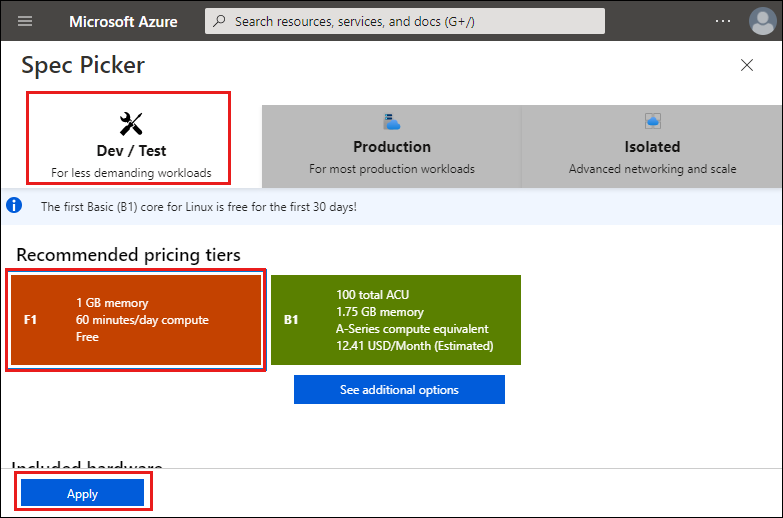 Microsoft Azure
Search resources, services, and docs (G+/)
Spec Picker
Dev / Test
For less demanding workloads
Production
For most production workloads
Isolated
Advanced networking and scale
The first Basic (B1) core for Linux is free for the first 30 days!
Recommended pricing tiers
F1
1 GB memory
60 minutes/day compute
Free
B1
100 total ACU
1.75 GB memory
A-Series compute equivalent
12.41 USD/Month (Estimated)
See additional options
Included hardware
Apply